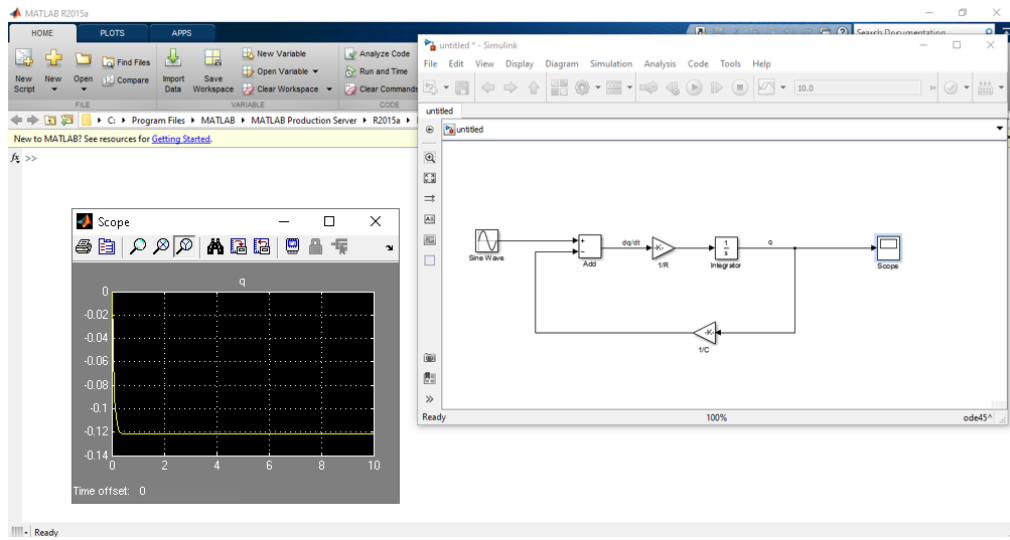 MATLAB R2015a
HOME PLOTS APPS
Search Documentation
New Script
New
Open
Find Files
Compare
Import Data
Save Workspace
New Variable
Open Variable
Clear Workspace
Analyze Code
Run and Time
Clear Commands
FILE VARIABLE CODE
C: Program Files MATLAB MATLAB Production Server R2015a
New to MATLAB? See resources for Getting Started.
fx >>
Scope
q
0
-0.02
-0.04
-0.06
-0.08
-0.1
-0.12
-0.14
0 2 4 6 8 10
Time offset: 0
Ready
untitled * - Simulink
File Edit View Display Diagram Simulation Analysis Code Tools Help
10.0
untitled
untitled
Sine Wave
+
−
Add
dq/dt
-K-
1/R
1
s
Integrator
q
Scope
-K-
1/C
Ready 100% ode45^